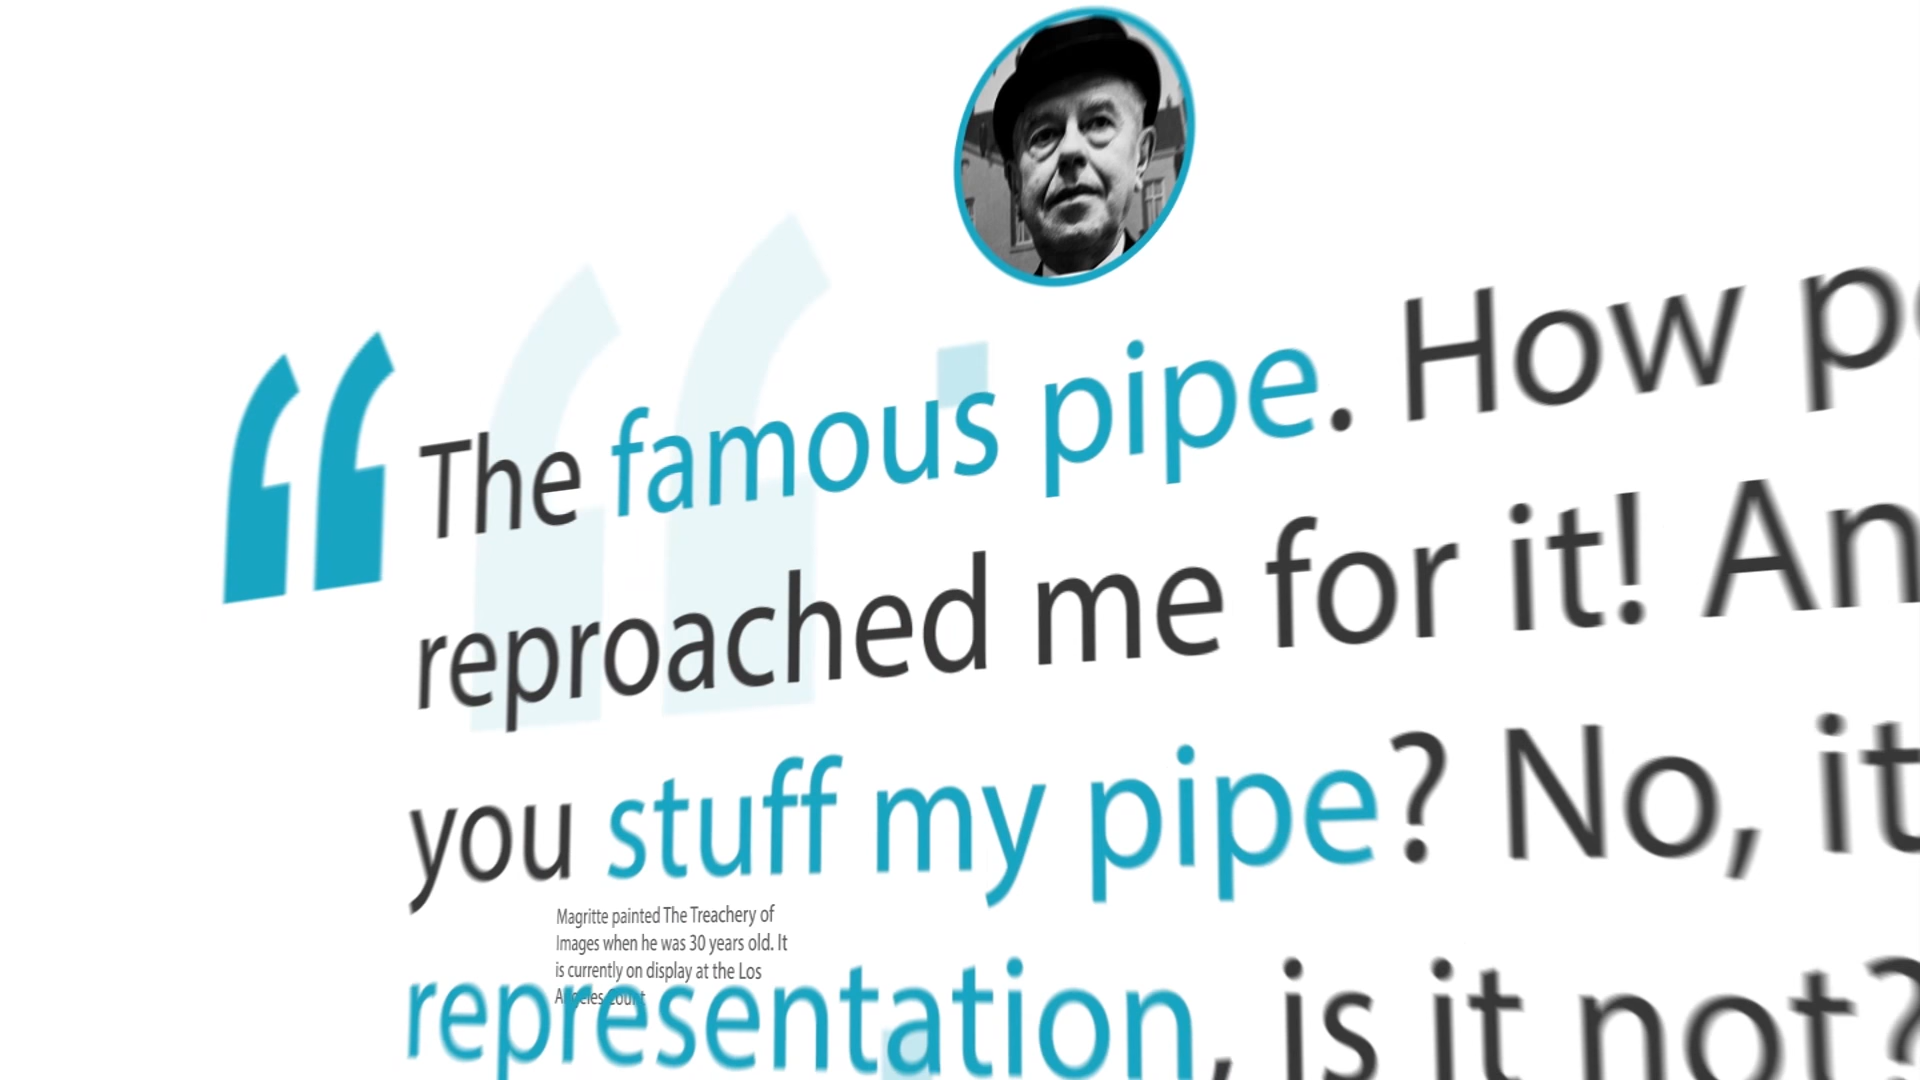 “The famous pipe. How
reproached me for it!
you stuff my pipe? No, it
representation, is it not?
Magritte painted The Treachery of
Images when he was 30 years old. It
is currently on display at the Los
Angeles Count